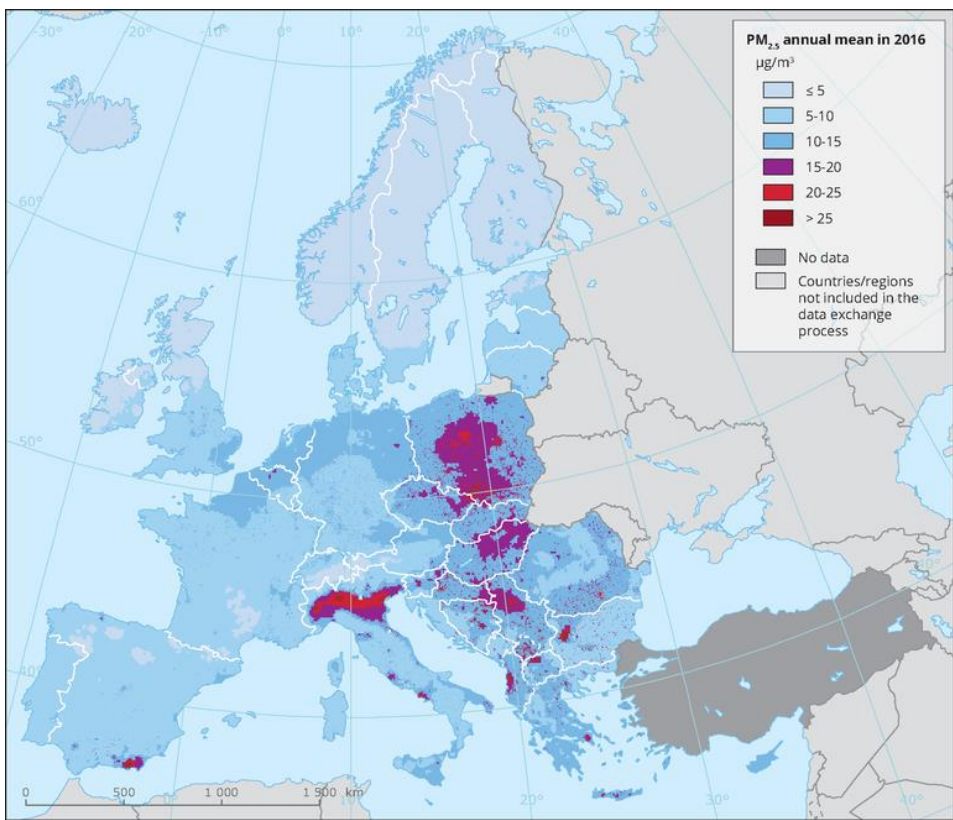 PM2.5 annual mean in 2016
µg/m³
≤ 5
5-10
10-15
15-20
20-25
> 25
No data
Countries/regions
not included in the
data exchange
process
-30°
-20°
-10°
0°
10°
20°
30°
40°
50°
60°
50°
40°
0°
10°
20°
30°
40°
0 500 1 000 1 500 km